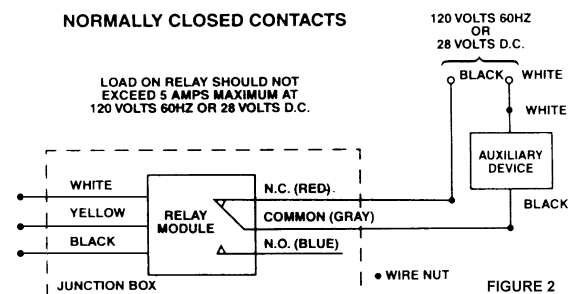 NORMALLY CLOSED CONTACTS
120 VOLTS 60HZ
OR
28 VOLTS D.C.
LOAD ON RELAY SHOULD NOT
EXCEED 5 AMPS MAXIMUM AT
120 VOLTS 60HZ OR 28 VOLTS D.C.
BLACK
WHITE
WHITE
AUXILIARY
DEVICE
BLACK
WHITE
YELLOW
BLACK
RELAY
MODULE
N.C. (RED).
COMMON (GRAY)
N.O. (BLUE)
JUNCTION BOX
WIRE NUT
FIGURE 2